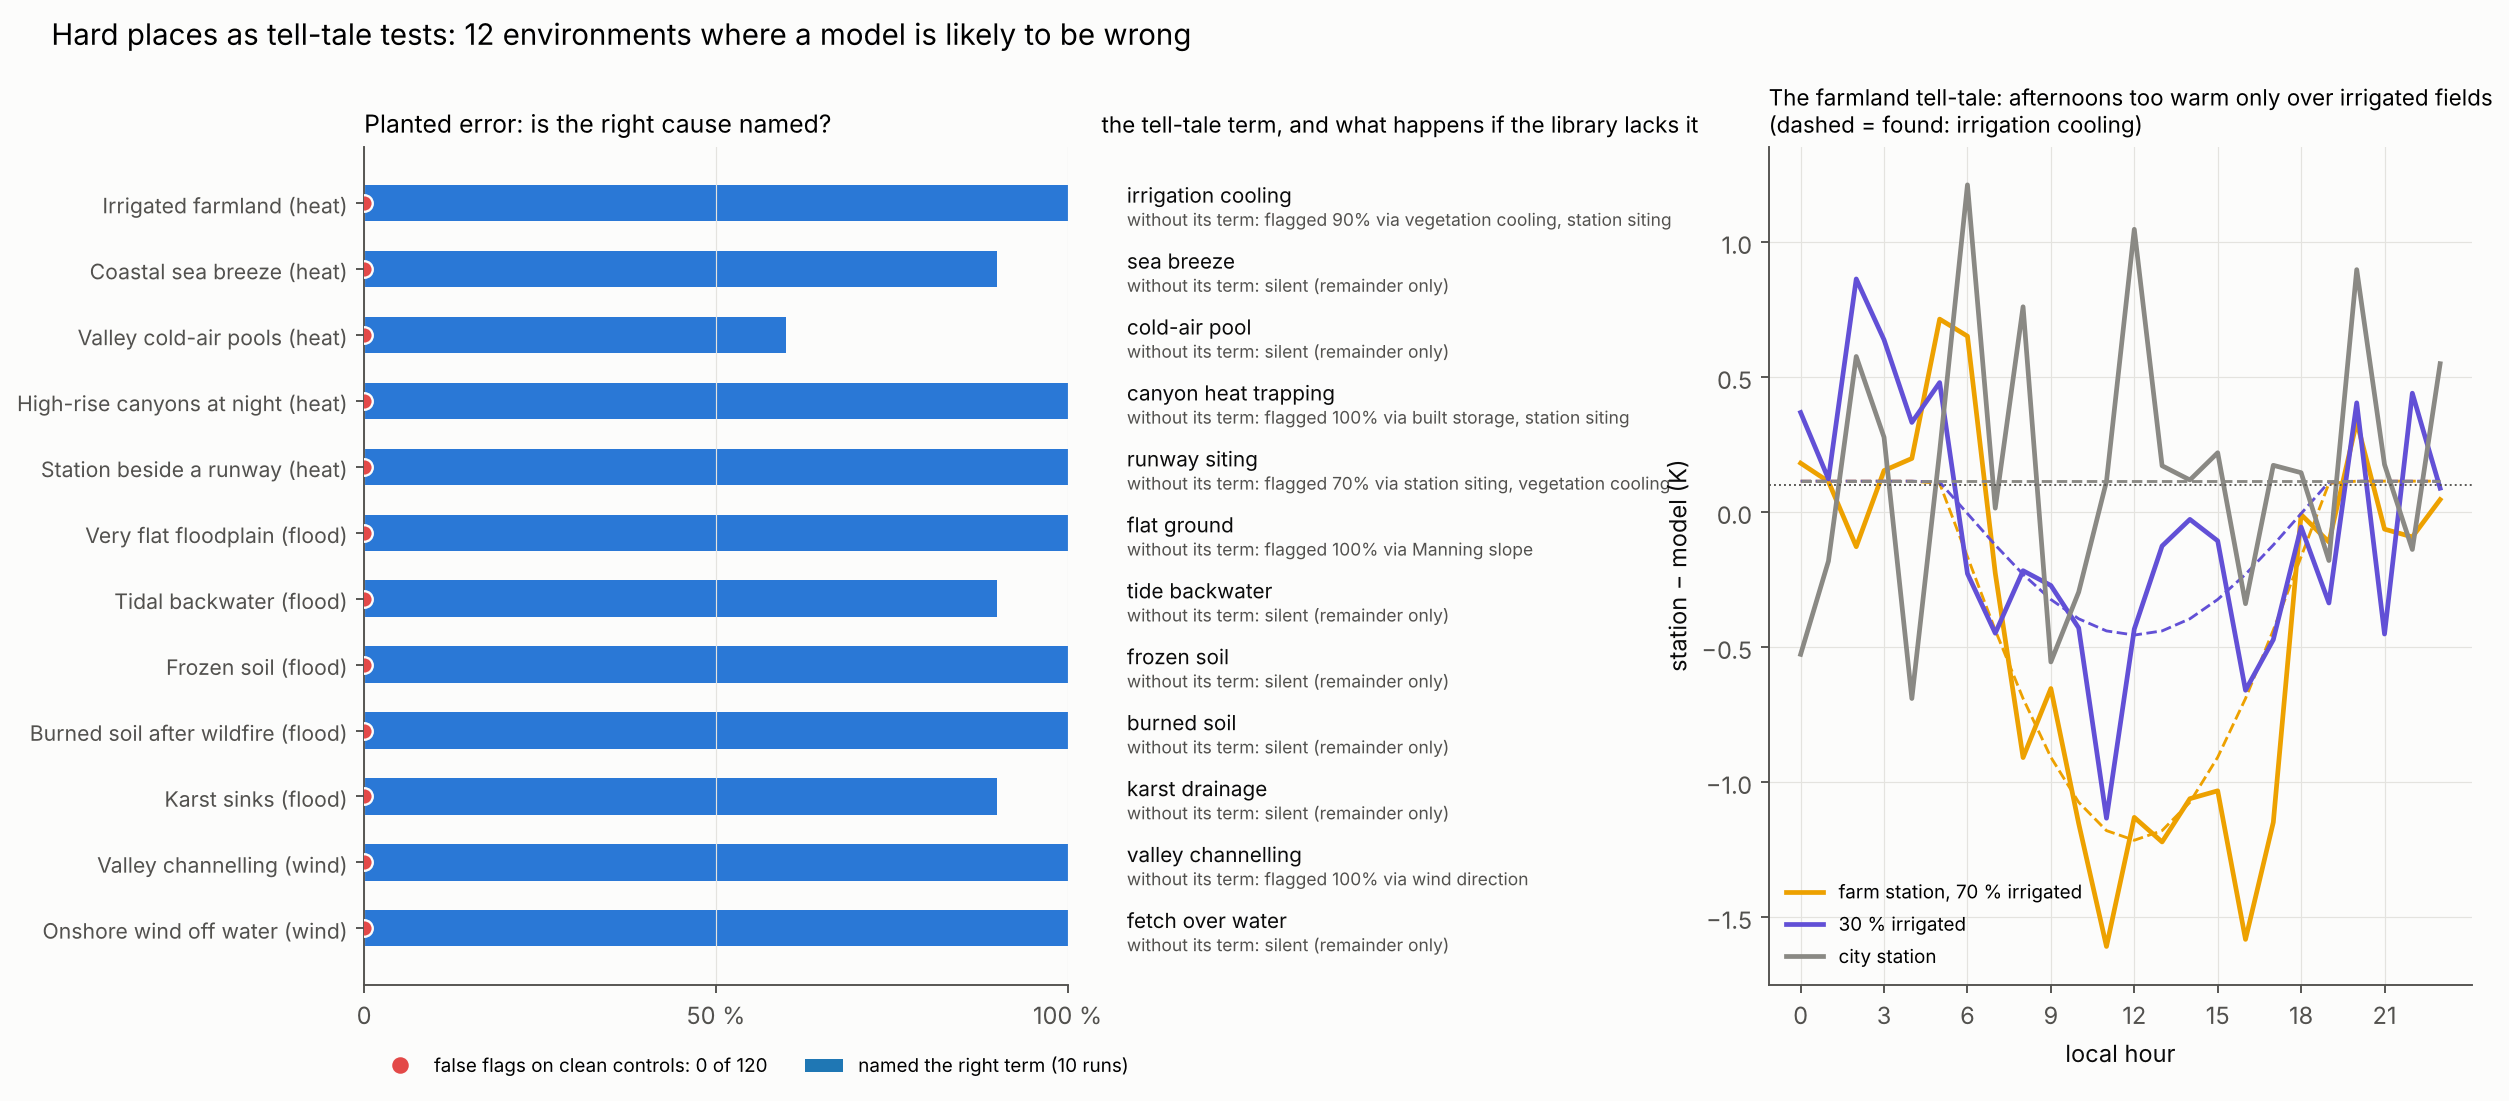 Hard places as tell-tale tests: 12 environments where a model is likely to be wrong
Planted error: is the right cause named?
the tell-tale term, and what happens if the library lacks it
Irrigated farmland (heat)
irrigation cooling
without its term: flagged 90% via vegetation cooling, station siting
Coastal sea breeze (heat)
sea breeze
without its term: silent (remainder only)
Valley cold-air pools (heat)
cold-air pool
without its term: silent (remainder only)
High-rise canyons at night (heat)
canyon heat trapping
without its term: flagged 100% via built storage, station siting
Station beside a runway (heat)
runway siting
without its term: flagged 70% via station siting, vegetation cooling
Very flat floodplain (flood)
flat ground
without its term: flagged 100% via Manning slope
Tidal backwater (flood)
tide backwater
without its term: silent (remainder only)
Frozen soil (flood)
frozen soil
without its term: silent (remainder only)
Burned soil after wildfire (flood)
burned soil
without its term: silent (remainder only)
Karst sinks (flood)
karst drainage
without its term: silent (remainder only)
Valley channelling (wind)
valley channelling
without its term: flagged 100% via wind direction
Onshore wind off water (wind)
fetch over water
without its term: silent (remainder only)
0 50 % 100 %
false flags on clean controls: 0 of 120
named the right term (10 runs)
The farmland tell-tale: afternoons too warm only over irrigated fields
(dashed = found: irrigation cooling)
station − model (K)
1.0
0.5
0.0
−0.5
−1.0
−1.5
farm station, 70 % irrigated
30 % irrigated
city station
0 3 6 9 12 15 18 21
local hour